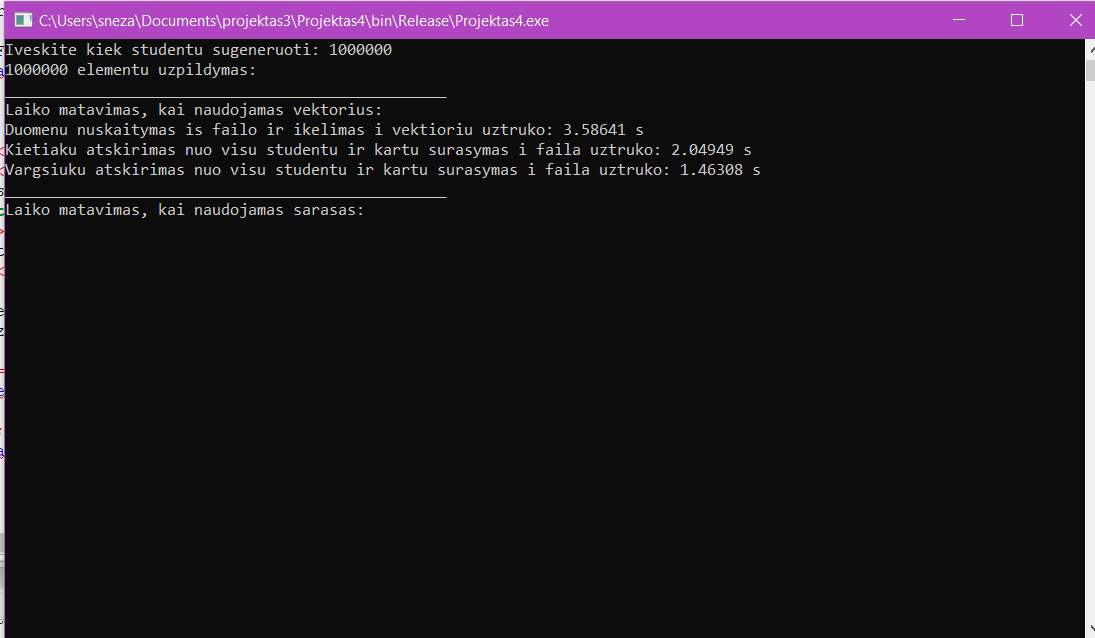 C:\Users\sneza\Documents\projektas3\Projektas4\bin\Release\Projektas4.exe
Iveskite kiek studentu sugeneruoti: 1000000
1000000 elementu uzpildymas:
_________________________________________________
Laiko matavimas, kai naudojamas vektorius:
Duomenu nuskaitymas is failo ir ikelimas i vektioriu uztruko: 3.58641 s
Kietiaku atskirimas nuo visu studentu ir kartu surasymas i faila uztruko: 2.04949 s
Vargsiuku atskirimas nuo visu studentu ir kartu surasymas i faila uztruko: 1.46308 s
_________________________________________________
Laiko matavimas, kai naudojamas sarasas: